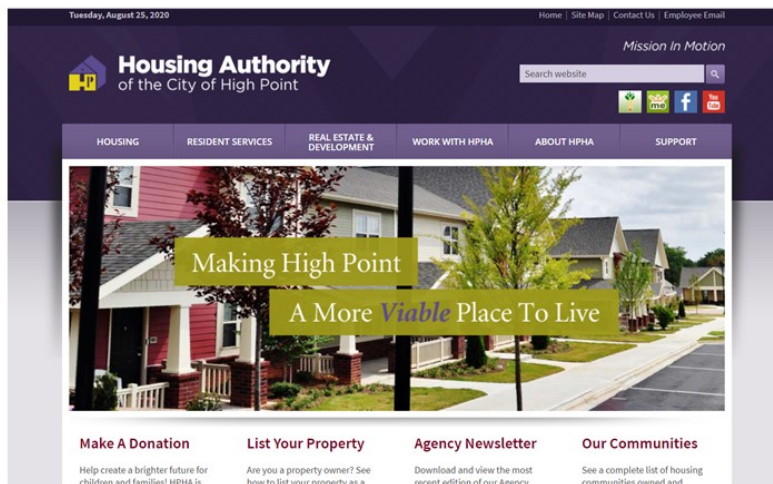 Tuesday, August 25, 2020
Home | Site Map | Contact Us | Employee Email
Mission In Motion
HP
Housing Authority
of the City of High Point
Search website
me
f
You Tube
HOUSING
RESIDENT SERVICES
REAL ESTATE &
DEVELOPMENT
WORK WITH HPHA
ABOUT HPHA
SUPPORT
Making High Point
A More Viable Place To Live
Make A Donation
Help create a brighter future for
children and families! HPHA is
List Your Property
Are you a property owner? See
how to list your property as a
Agency Newsletter
Download and view the most
recent edition of our Agency
Our Communities
See a complete list of housing
communities owned and